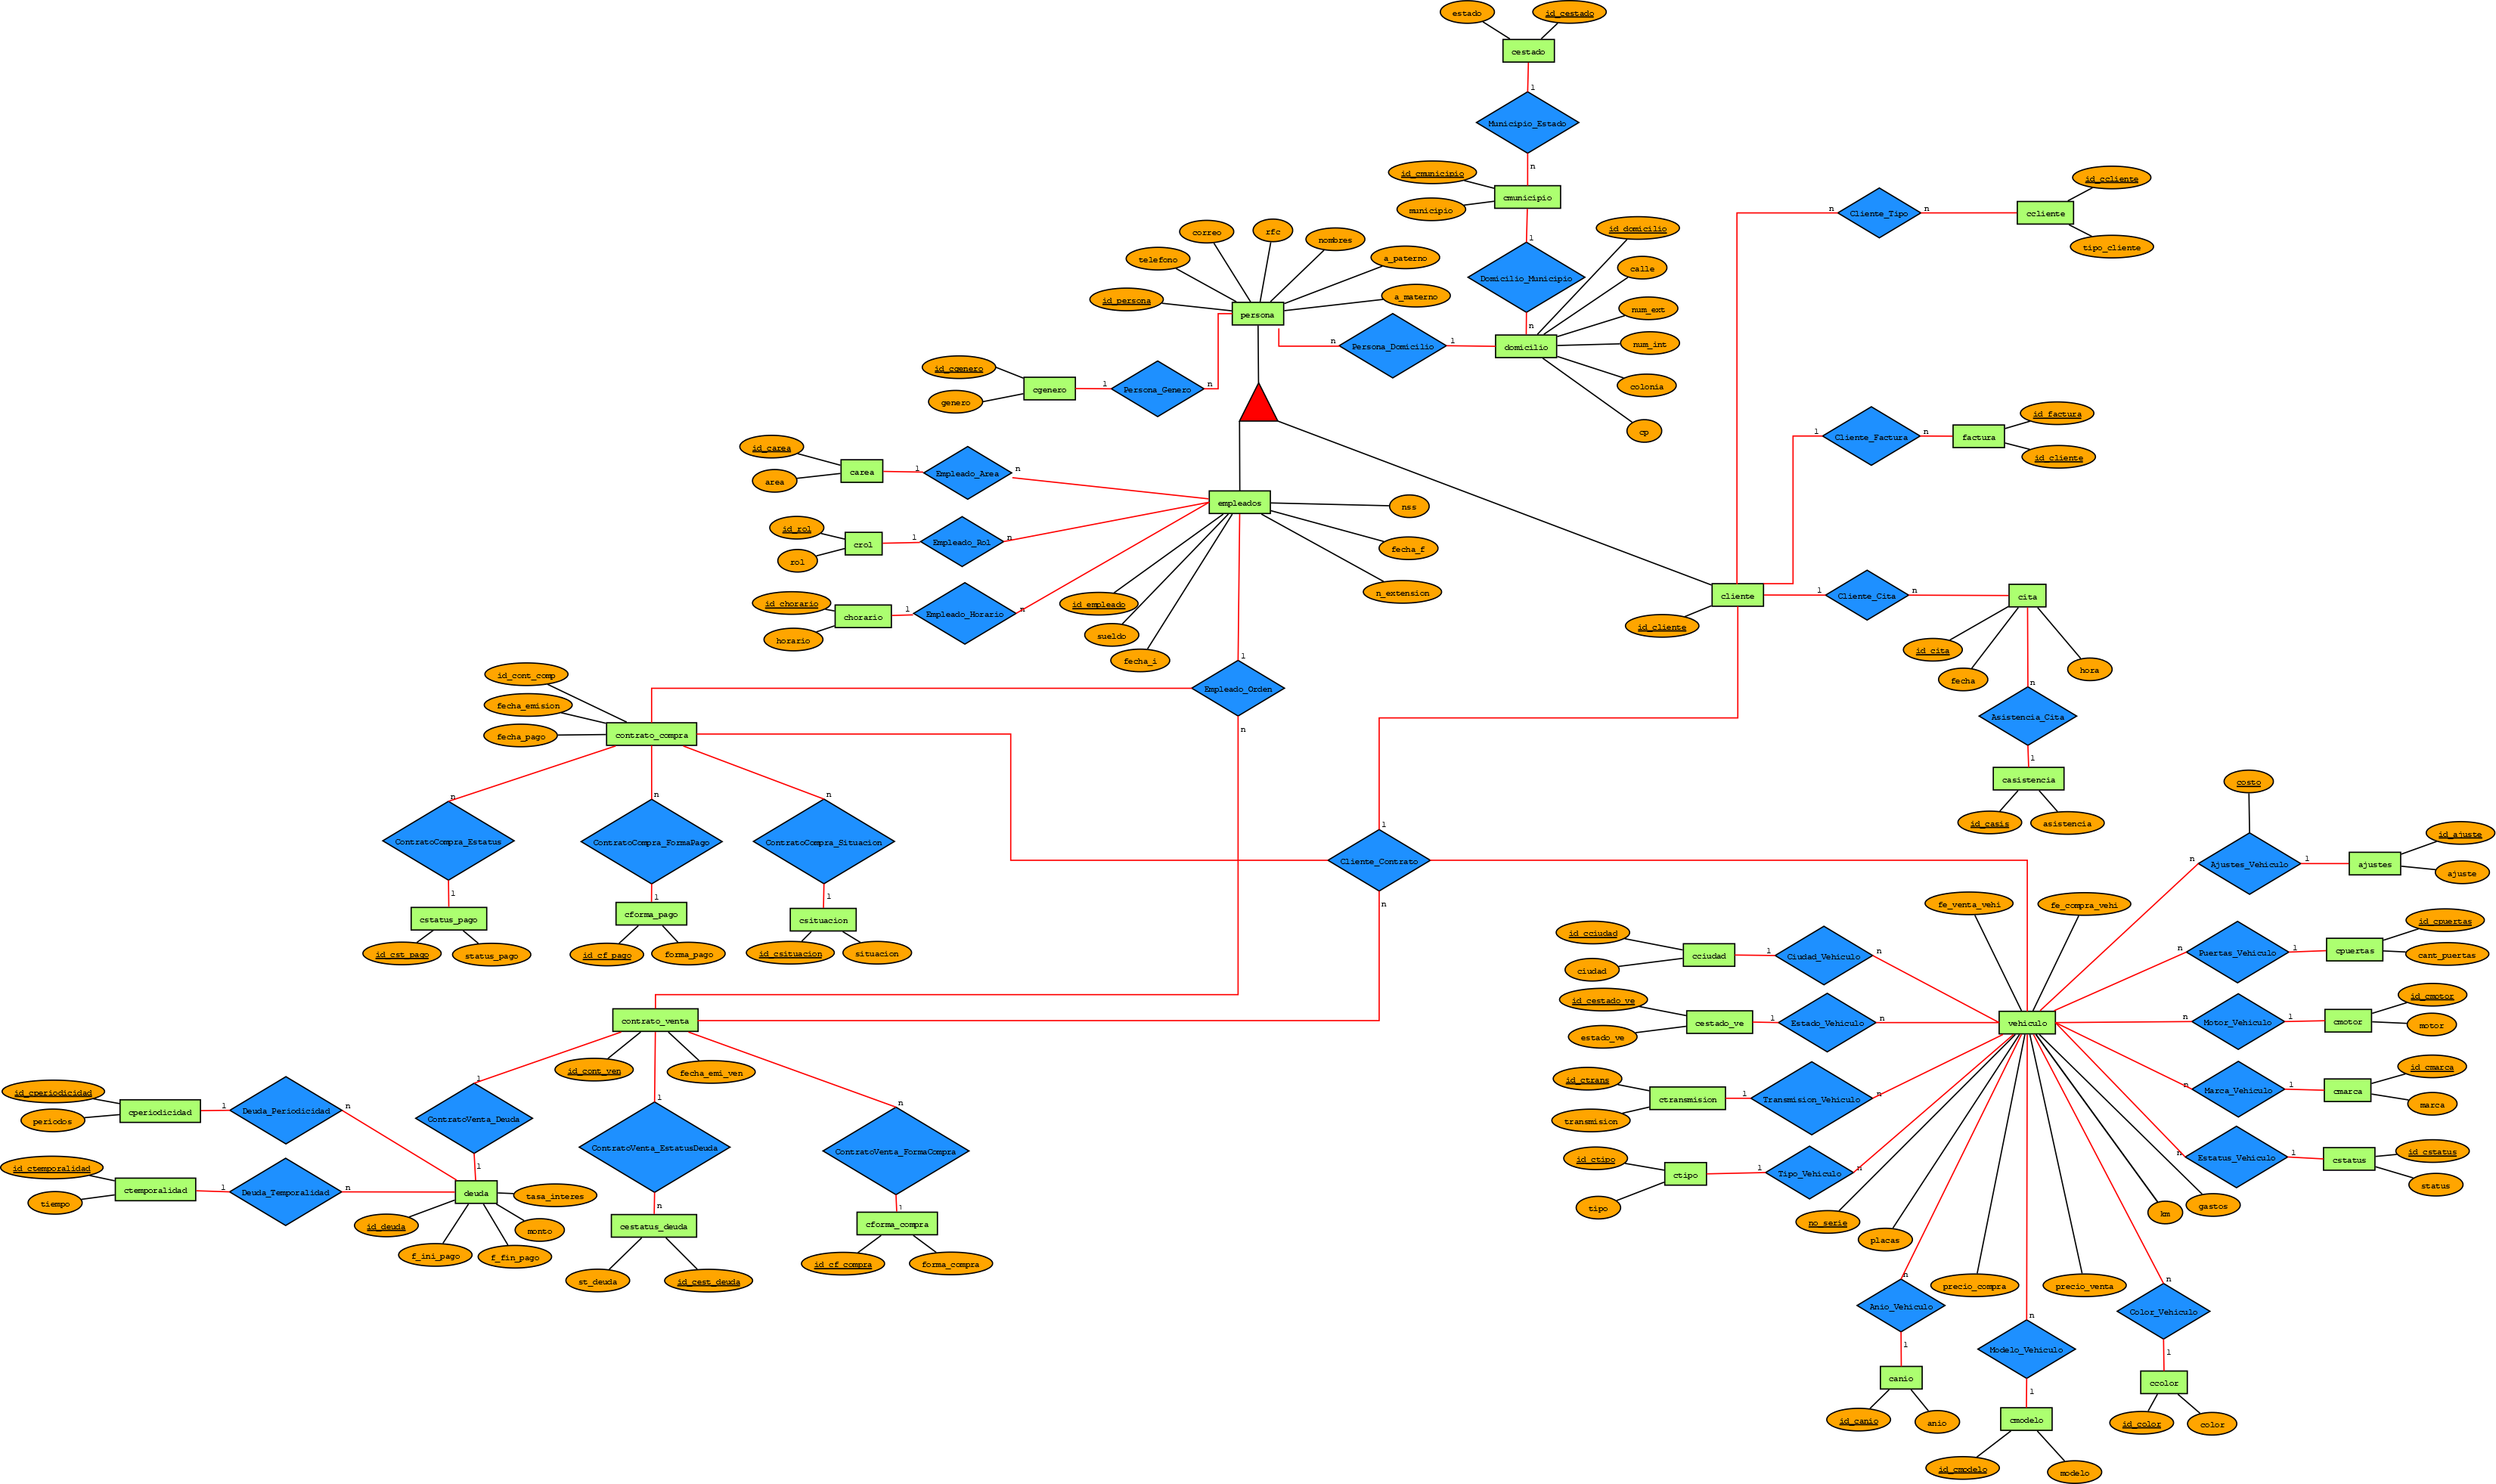 estado
id_cestado
cestado
1
Municipio_Estado
n
id_cmunicipio
cmunicipio
municipio
1
Domicilio_Municipio
n
id_domicilio
calle
num_ext
num_int
colonia
cp
domicilio
1
Persona_Domicilio
n
correo
rfc
nombres
telefono
a_paterno
id_persona
a_materno
persona
id_cgenero
cgenero
genero
1
Persona_Genero
n
n
Cliente_Tipo
n
id_ccliente
ccliente
tipo_cliente
1
Cliente_Factura
n
id_factura
factura
id_cliente
id_carea
carea
area
1
Empleado_Area
n
id_rol
crol
rol
1
Empleado_Rol
n
id_chorario
chorario
horario
1
Empleado_Horario
n
empleados
nss
fecha_f
n_extension
id_empleado
sueldo
fecha_i
cliente
id_cliente
1
Cliente_Cita
n
cita
id_cita
fecha
hora
n
Asistencia_Cita
1
casistencia
id_casis
asistencia
1
Empleado_Orden
n
id_cont_comp
fecha_emision
fecha_pago
contrato_compra
n
ContratoCompra_Estatus
1
cstatus_pago
id_cst_pago
status_pago
n
ContratoCompra_FormaPago
1
cforma_pago
id_cf_pago
forma_pago
n
ContratoCompra_Situacion
1
csituacion
id_csituacion
situacion
1
Cliente_Contrato
n
costo
n
Ajustes_Vehiculo
1
ajustes
id_ajuste
ajuste
fe_venta_vehi
fe_compra_vehi
id_cciudad
cciudad
ciudad
1
Ciudad_Vehiculo
n
n
Puertas_Vehiculo
1
cpuertas
id_cpuertas
cant_puertas
id_cestado_ve
cestado_ve
estado_ve
1
Estado_Vehiculo
n
vehiculo
n
Motor_Vehiculo
1
cmotor
id_cmotor
motor
id_ctrans
ctransmision
transmision
1
Transmision_Vehiculo
n
n
Marca_Vehiculo
1
cmarca
id_cmarca
marca
id_ctipo
ctipo
tipo
1
Tipo_Vehiculo
n
n
Estatus_Vehiculo
1
cstatus
id_cstatus
status
no_serie
placas
precio_compra
precio_venta
km
gastos
n
Anio_Vehiculo
1
canio
id_canio
anio
n
Modelo_Vehiculo
1
cmodelo
id_cmodelo
modelo
n
Color_Vehiculo
1
ccolor
id_color
color
contrato_venta
id_cont_ven
fecha_emi_ven
1
ContratoVenta_Deuda
1
1
ContratoVenta_EstatusDeuda
n
cestatus_deuda
st_deuda
id_cest_deuda
n
ContratoVenta_FormaCompra
1
cforma_compra
id_cf_compra
forma_compra
id_cperiodicidad
cperiodicidad
periodos
1
Deuda_Periodicidad
n
id_ctemporalidad
ctemporalidad
tiempo
1
Deuda_Temporalidad
n
deuda
tasa_interes
id_deuda
monto
f_ini_pago
f_fin_pago